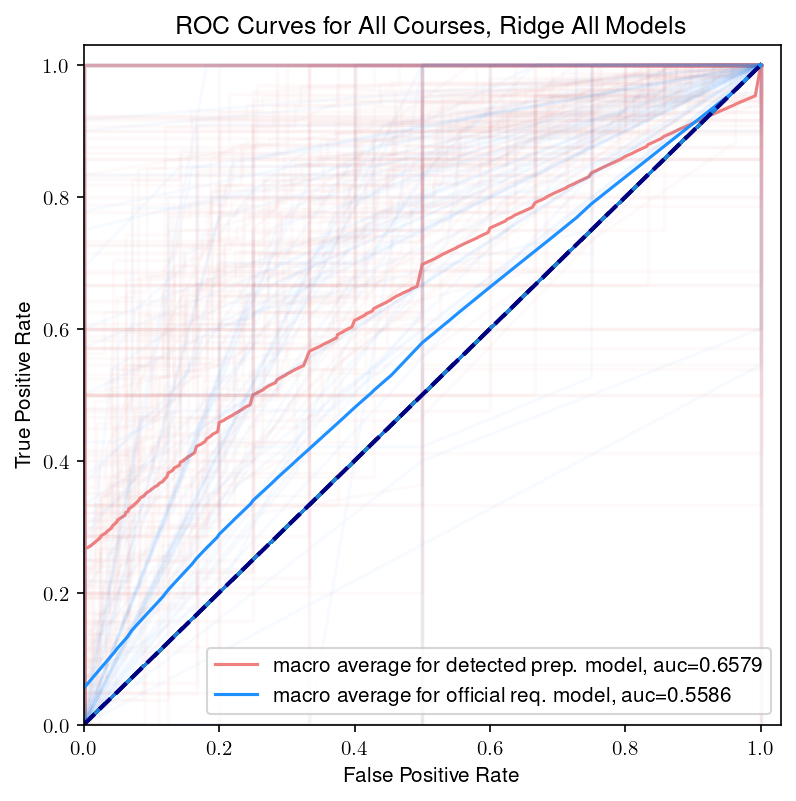 ROC Curves for All Courses, Ridge All Models
True Positive Rate
1.0
0.8
0.6
0.4
0.2
0.0
macro average for detected prep. model, auc=0.6579
macro average for official req. model, auc=0.5586
0.0 0.2 0.4 0.6 0.8 1.0
False Positive Rate